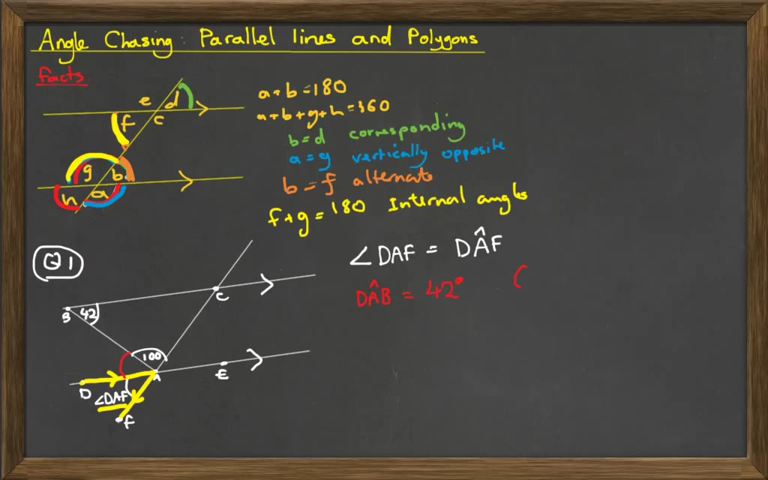 Angle Chasing: Parallel lines and Polygons
Facts
e d
f c
g b
h a
a+b=180
a+b+g+h=360
b=d corresponding
a=g vertically opposite
b=f alternate
f+g=180 Internal angles
Q1
∠DAF = DÂF
DÂB = 42° (
B 42 C
100
D A E
∠DAF
F